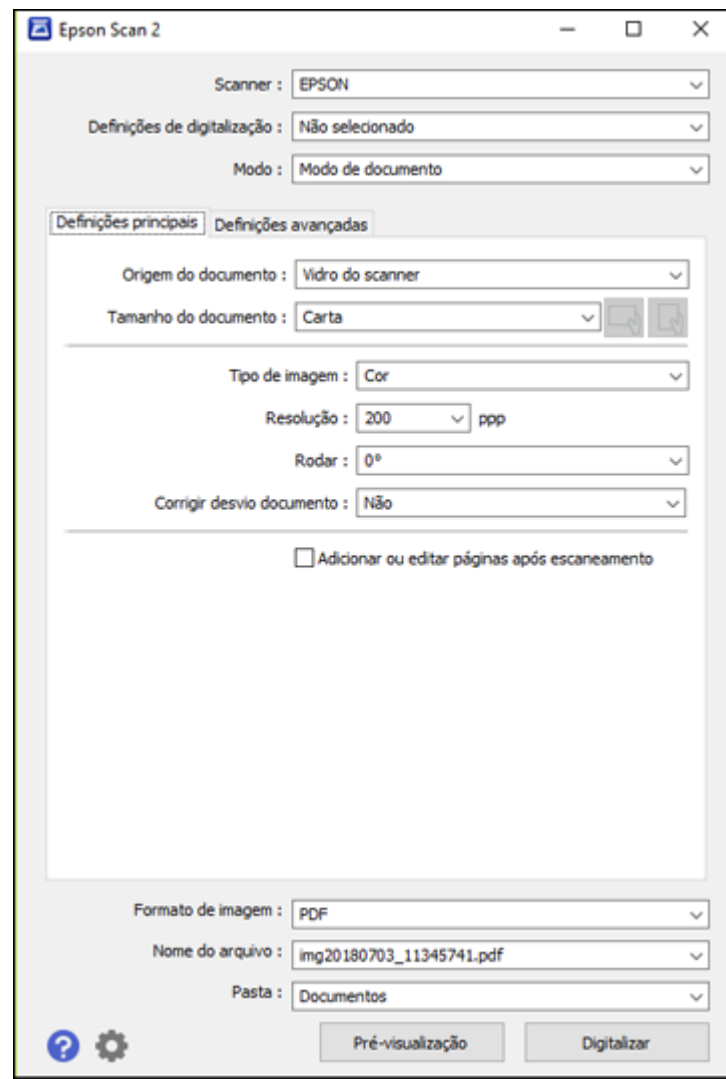 Epson Scan 2
Scanner : EPSON
Definições de digitalização : Não selecionado
Modo : Modo de documento
Definições principais Definições avançadas
Origem do documento : Vidro do scanner
Tamanho do documento : Carta
Tipo de imagem : Cor
Resolução : 200 ppp
Rodar : 0°
Corrigir desvio documento : Não
Adicionar ou editar páginas após escaneamento
Formato de imagem : PDF
Nome do arquivo : img20180703_11345741.pdf
Pasta : Documentos
? Pré-visualização Digitalizar